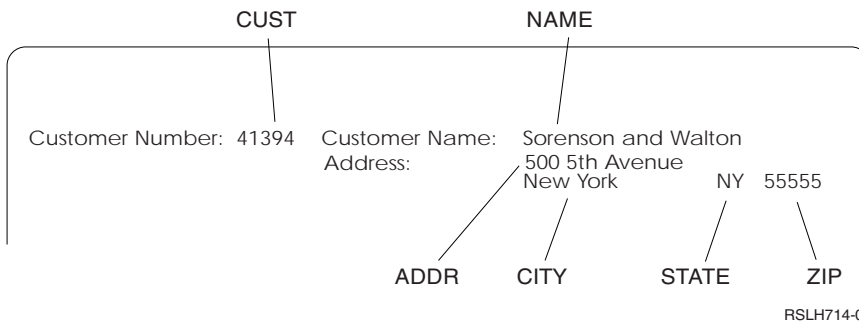 CUST NAME
Customer Number: 41394 Customer Name: Sorenson and Walton
Address: 500 5th Avenue
New York NY 55555
ADDR CITY STATE ZIP